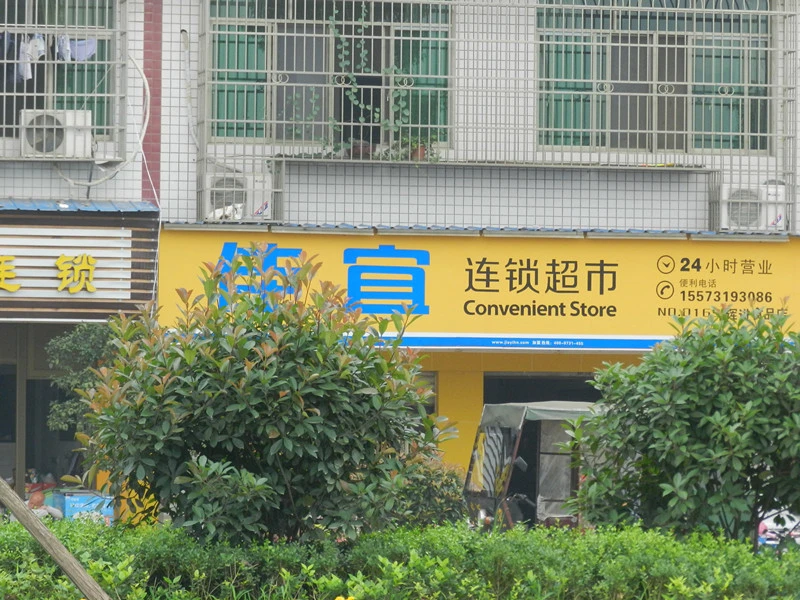 连锁
宜
连锁超市
Convenient Store
24小时营业
便利电话
15573193086